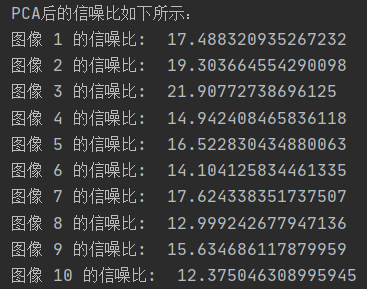 PCA后的信噪比如下所示：
图像 1 的信噪比:  17.488320935267232
图像 2 的信噪比:  19.303664554290098
图像 3 的信噪比:  21.90772738696125
图像 4 的信噪比:  14.942408465836118
图像 5 的信噪比:  16.522830434880063
图像 6 的信噪比:  14.104125834461335
图像 7 的信噪比:  17.624338351737507
图像 8 的信噪比:  12.999242677947136
图像 9 的信噪比:  15.634686117879959
图像 10 的信噪比:  12.375046308995945